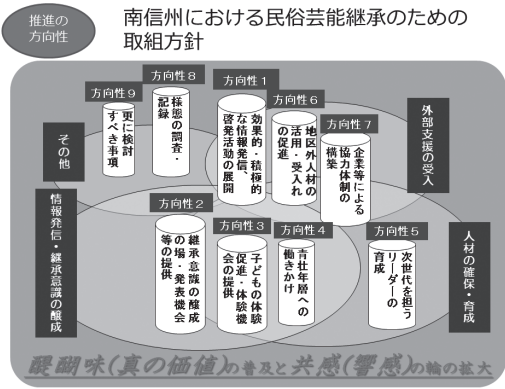 推進の
方向性
南信州における民俗芸能継承のための
取組方針
方向性9
更に検討
すべき事項
方向性8
様態の調査・
記録
方向性1
効果的・積極的
な情報発信、
啓発活動の展開
方向性6
地区外人材の
活用・受入れ
の促進
方向性7
企業等による
協力体制の
構築
外部支援の受入
その他
情報発信・継承意識の醸成
方向性2
継承意識の醸成
の場・発表機会
等の提供
方向性3
子どもの体験
促進・体験機
会の提供
方向性4
青壮年層への
働きかけ
方向性5
次世代を担う
リーダーの
育成
人材の確保・育成
醍醐味(真の価値)の普及と共感(響感)の輪の拡大